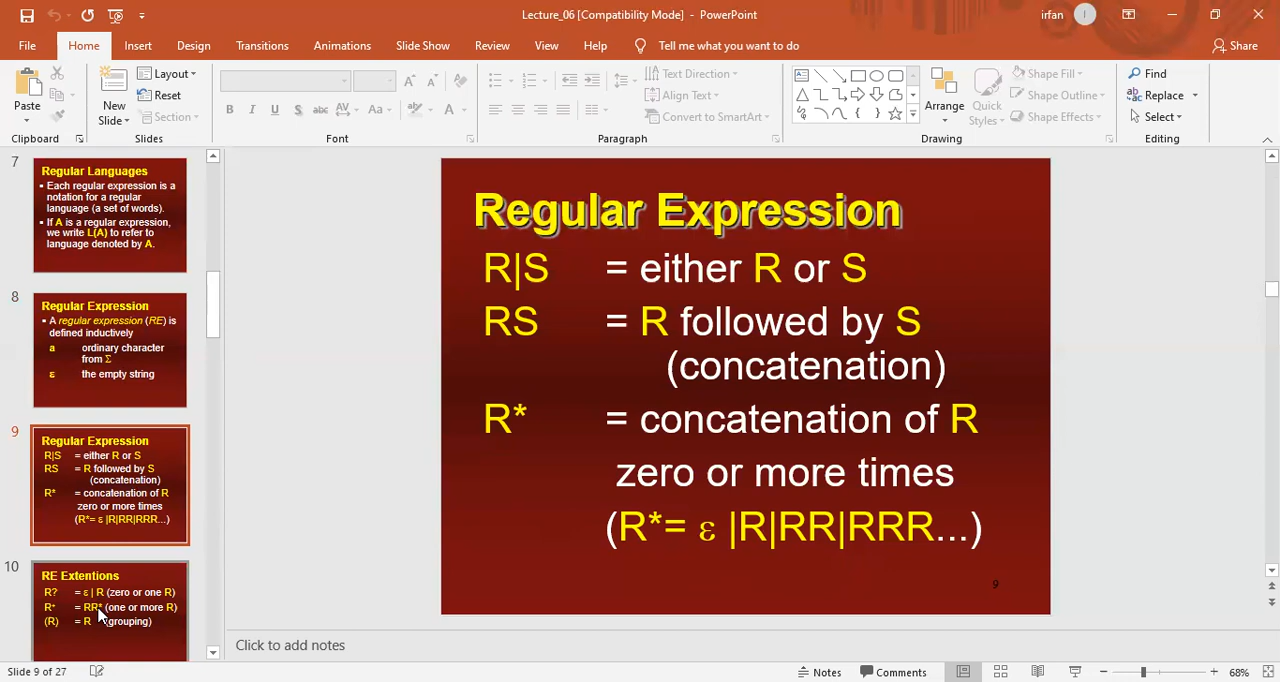 Lecture_06 [Compatibility Mode] - PowerPoint
irfan
I
File Home Insert Design Transitions Animations Slide Show Review View Help Tell me what you want to do
Share
Paste
Clipboard
New
Slide
Layout
Reset
Section
Slides
B I U S abc AV Aa A
Font
Text Direction
Align Text
Convert to SmartArt
Paragraph
Arrange
Quick
Styles
Shape Fill
Shape Outline
Shape Effects
Drawing
Find
Replace
Select
Editing
7
Regular Languages
▪ Each regular expression is a
notation for a regular
language (a set of words).
▪ If A is a regular expression,
we write L(A) to refer to
language denoted by A.
8
Regular Expression
▪ A regular expression (RE) is
defined inductively
a ordinary character
from Σ
ε the empty string
9
Regular Expression
R|S = either R or S
RS = R followed by S
(concatenation)
R* = concatenation of R
zero or more times
(R*= ε |R|RR|RRR...)
10
RE Extentions
R? = ε | R (zero or one R)
R⁺ = RR* (one or more R)
(R) = R (grouping)
Regular Expression
R|S = either R or S
RS = R followed by S
(concatenation)
R* = concatenation of R
zero or more times
(R*= ε |R|RR|RRR...)
9
Click to add notes
Slide 9 of 27
Notes Comments
68%